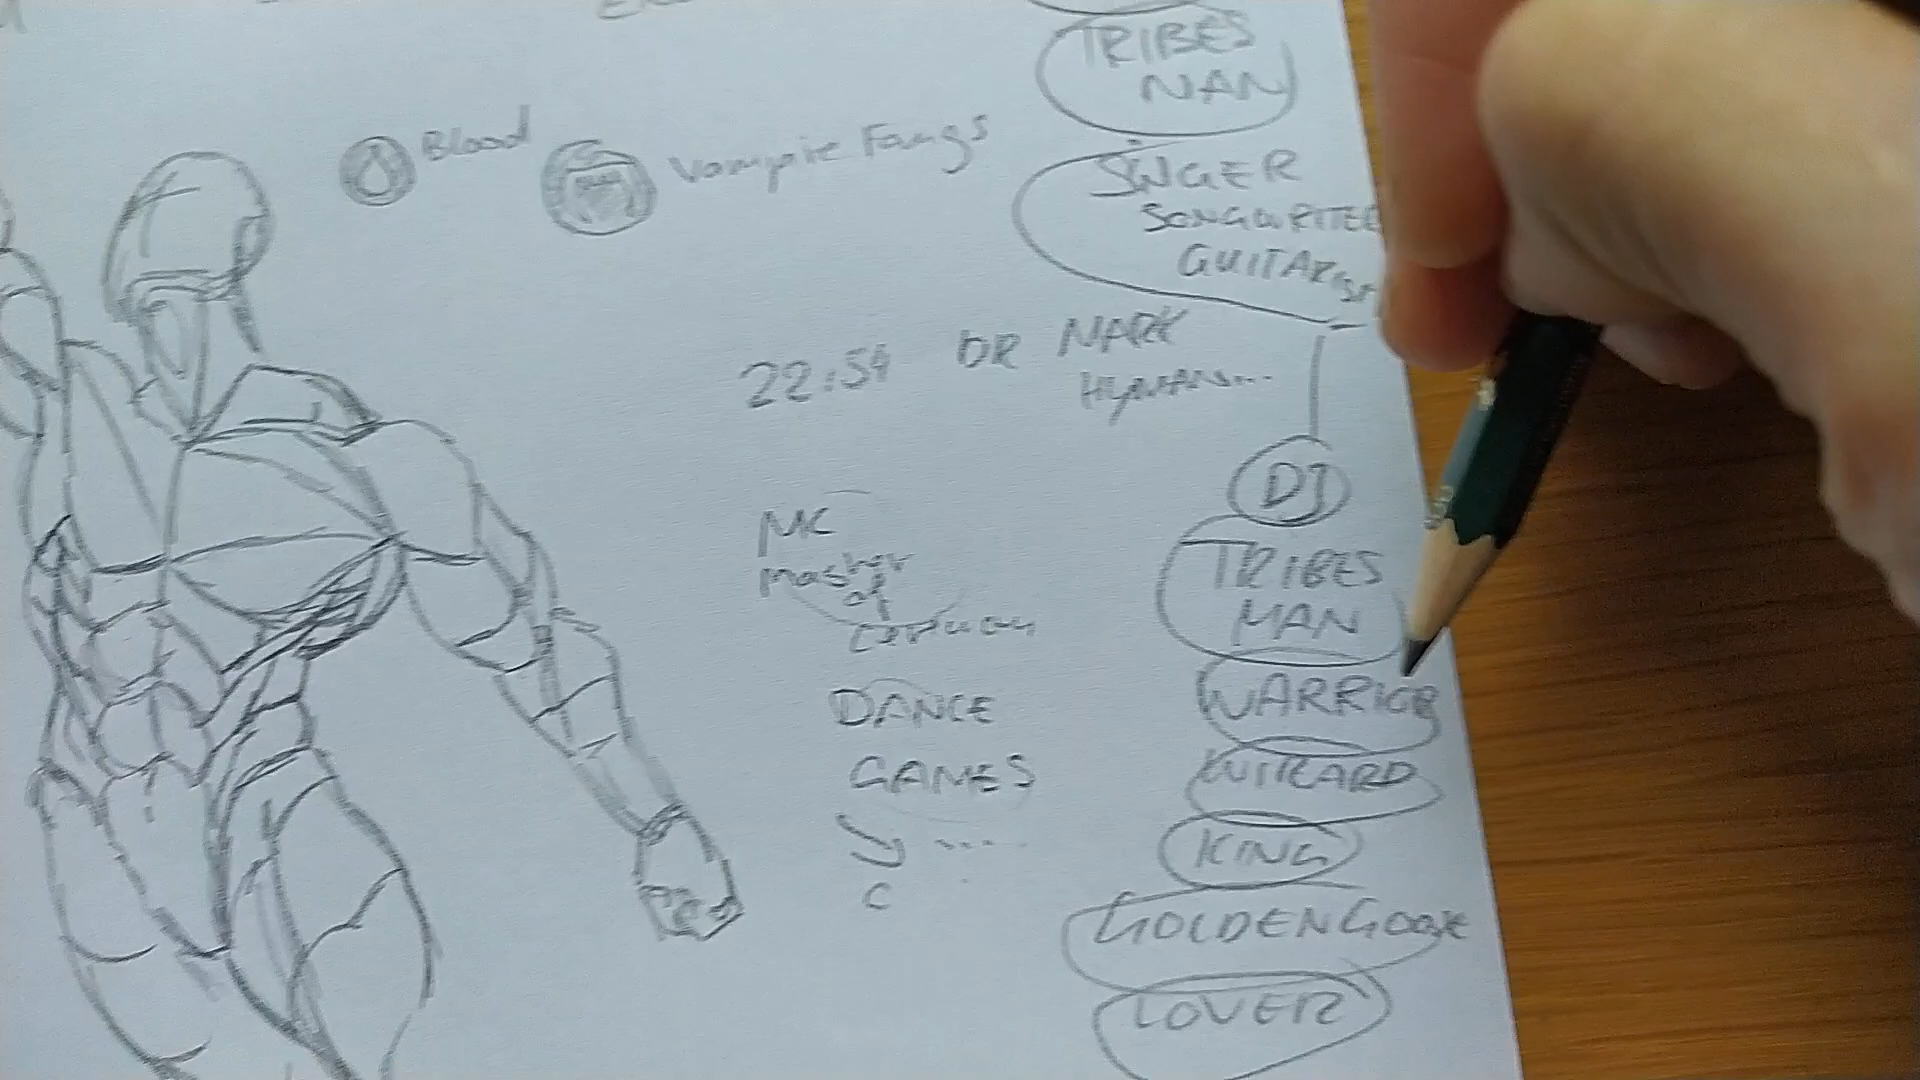 Blood
Vampire Fangs
TRIBES
MAN
SINGER
SONGWRITER
GUITARIST
22:54 DR MARK
HYMAN...
DJ
TRIBES
MAN
MC
Master
of
WARRIOR
DANCE
WIZARD
GAMES
KING
GOLDENGOOSE
LOVER